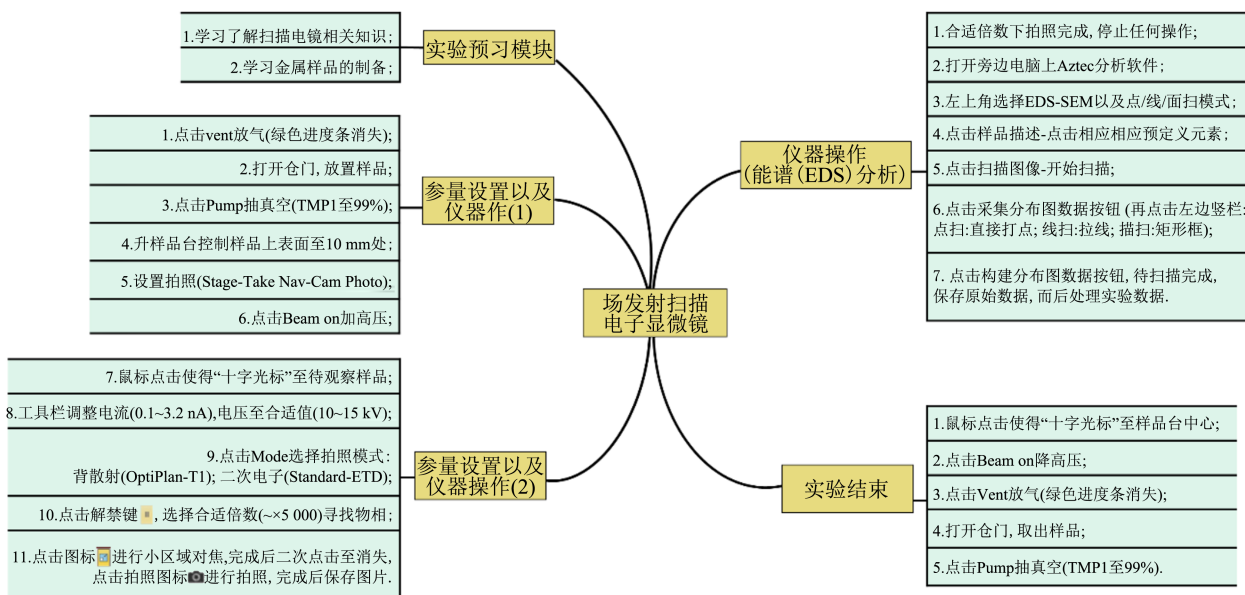 场发射扫描
电子显微镜
实验预习模块
1.学习了解扫描电镜相关知识;
2.学习金属样品的制备;
参量设置以及
仪器作(1)
1.点击vent放气(绿色进度条消失);
2.打开仓门, 放置样品;
3.点击Pump抽真空(TMP1至99%);
4.升样品台控制样品上表面至10 mm处;
5.设置拍照(Stage-Take Nav-Cam Photo);
6.点击Beam on加高压;
参量设置以及
仪器操作(2)
7.鼠标点击使得“十字光标”至待观察样品;
8.工具栏调整电流(0.1~3.2 nA),电压至合适值(10~15 kV);
9.点击Mode选择拍照模式:
背散射(OptiPlan-T1); 二次电子(Standard-ETD);
10.点击解禁键, 选择合适倍数(~×5 000)寻找物相;
11.点击图标进行小区域对焦,完成后二次点击至消失,
点击拍照图标进行拍照, 完成后保存图片.
仪器操作
(能谱(EDS)分析)
1.合适倍数下拍照完成, 停止任何操作;
2.打开旁边电脑上Aztec分析软件;
3.左上角选择EDS-SEM以及点/线/面扫模式;
4.点击样品描述-点击相应相应预定义元素;
5.点击扫描图像-开始扫描;
6.点击采集分布图数据按钮 (再点击左边竖栏:
点扫:直接打点; 线扫:拉线; 描扫:矩形框);
7. 点击构建分布图数据按钮, 待扫描完成,
保存原始数据, 而后处理实验数据.
实验结束
1.鼠标点击使得“十字光标”至样品台中心;
2.点击Beam on降高压;
3.点击Vent放气(绿色进度条消失);
4.打开仓门, 取出样品;
5.点击Pump抽真空(TMP1至99%).